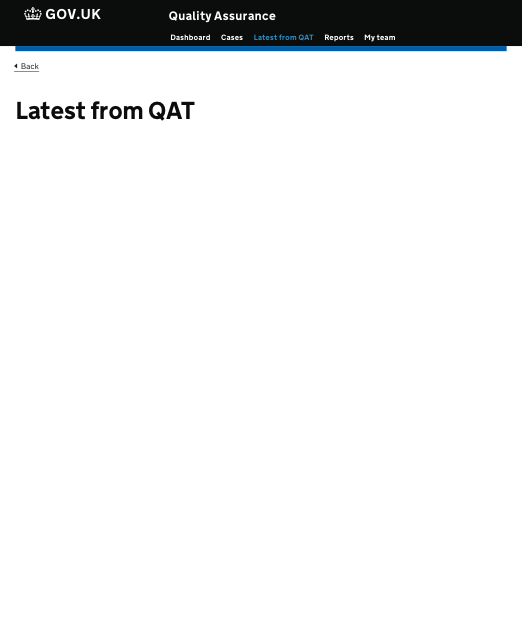 GOV.UK
Quality Assurance
Dashboard Cases Latest from QAT Reports My team
Back
Latest from QAT